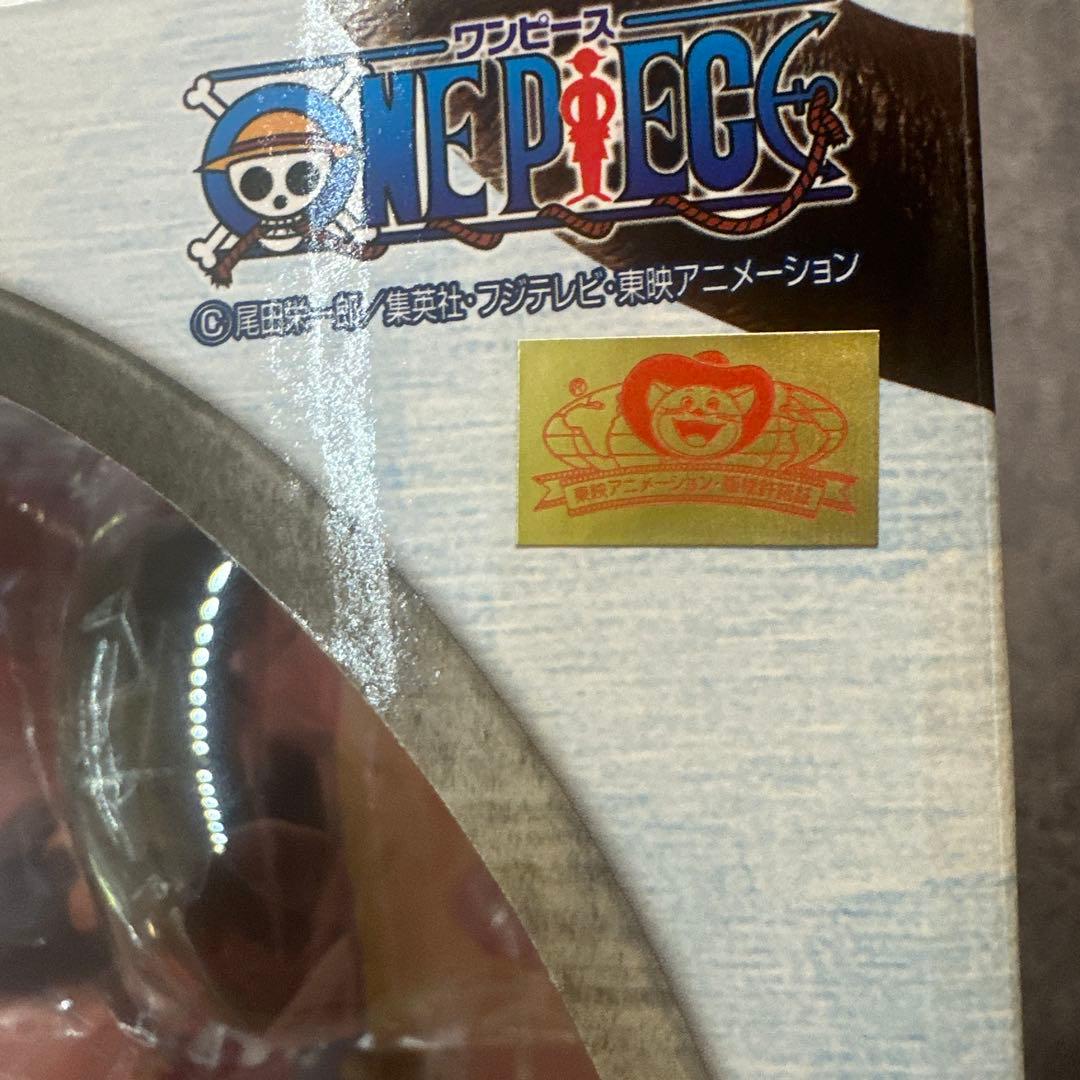 ワンピース
ONE PIECE
©尾田栄一郎/集英社・フジテレビ・東映アニメーション
®
東映アニメーション・